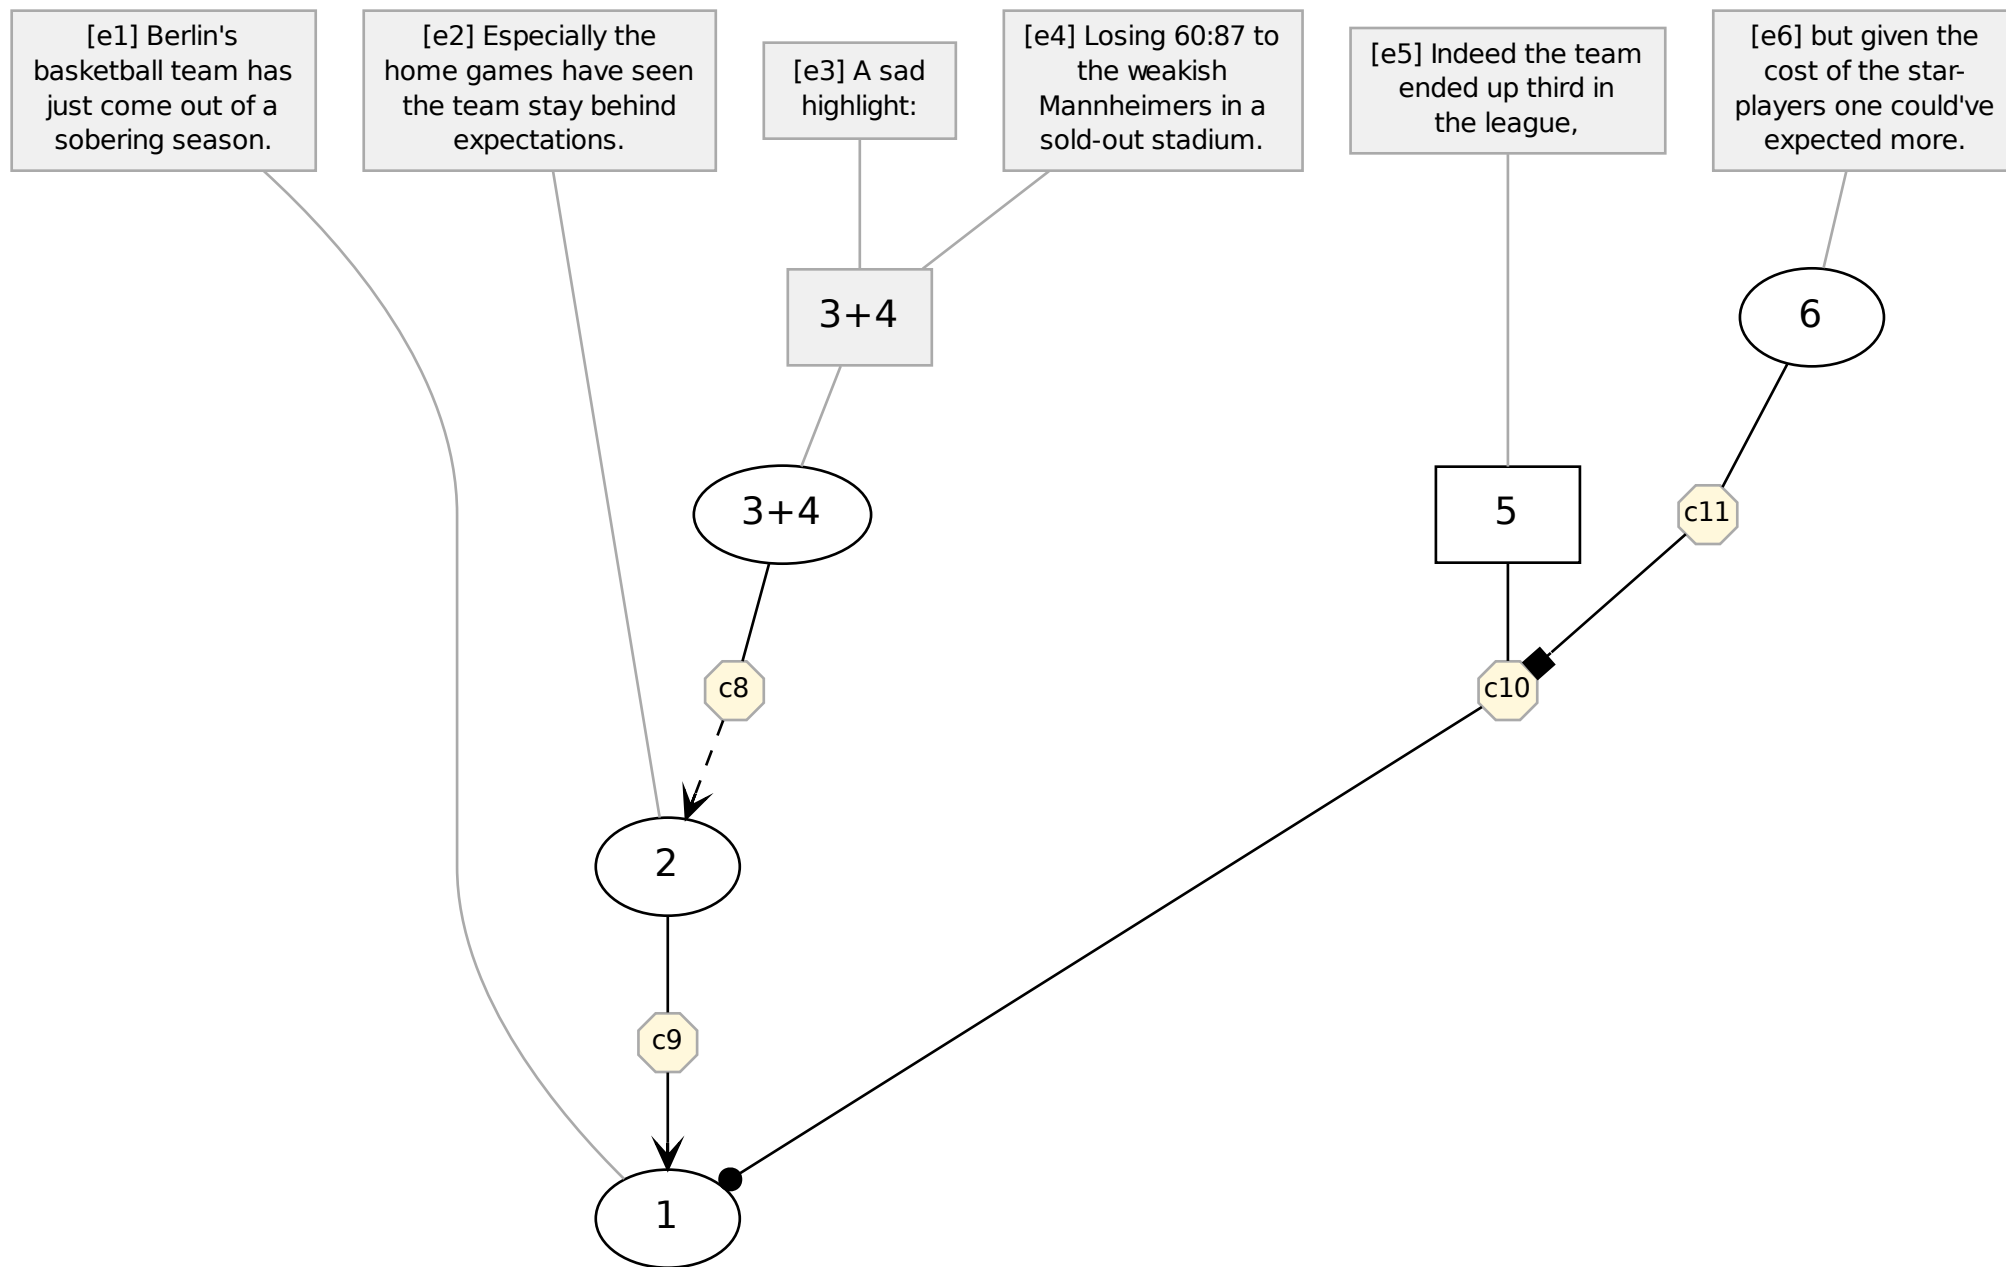 [e1] Berlin's
basketball team has
just come out of a
sobering season.
[e2] Especially the
home games have seen
the team stay behind
expectations.
[e3] A sad
highlight:
[e4] Losing 60:87 to
the weakish
Mannheimers in a
sold-out stadium.
[e5] Indeed the team
ended up third in
the league,
[e6] but given the
cost of the star-
players one could've
expected more.
3+4
6
3+4
5
c11
c8
c10
2
c9
1